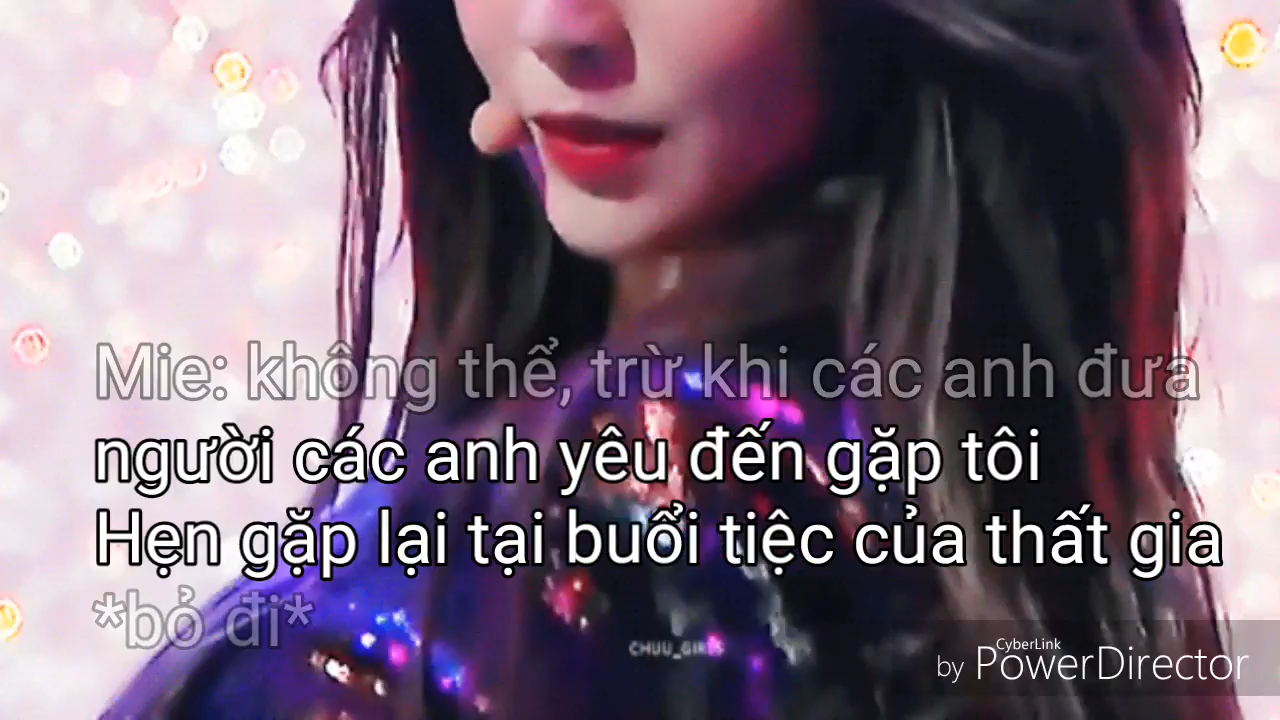 Mie: không thể, trừ khi các anh đưa
người các anh yêu đến gặp tôi
Hẹn gặp lại tại buổi tiệc của thất gia
*bỏ đi*
CHUU_GIRLS
CyberLink
by PowerDirector